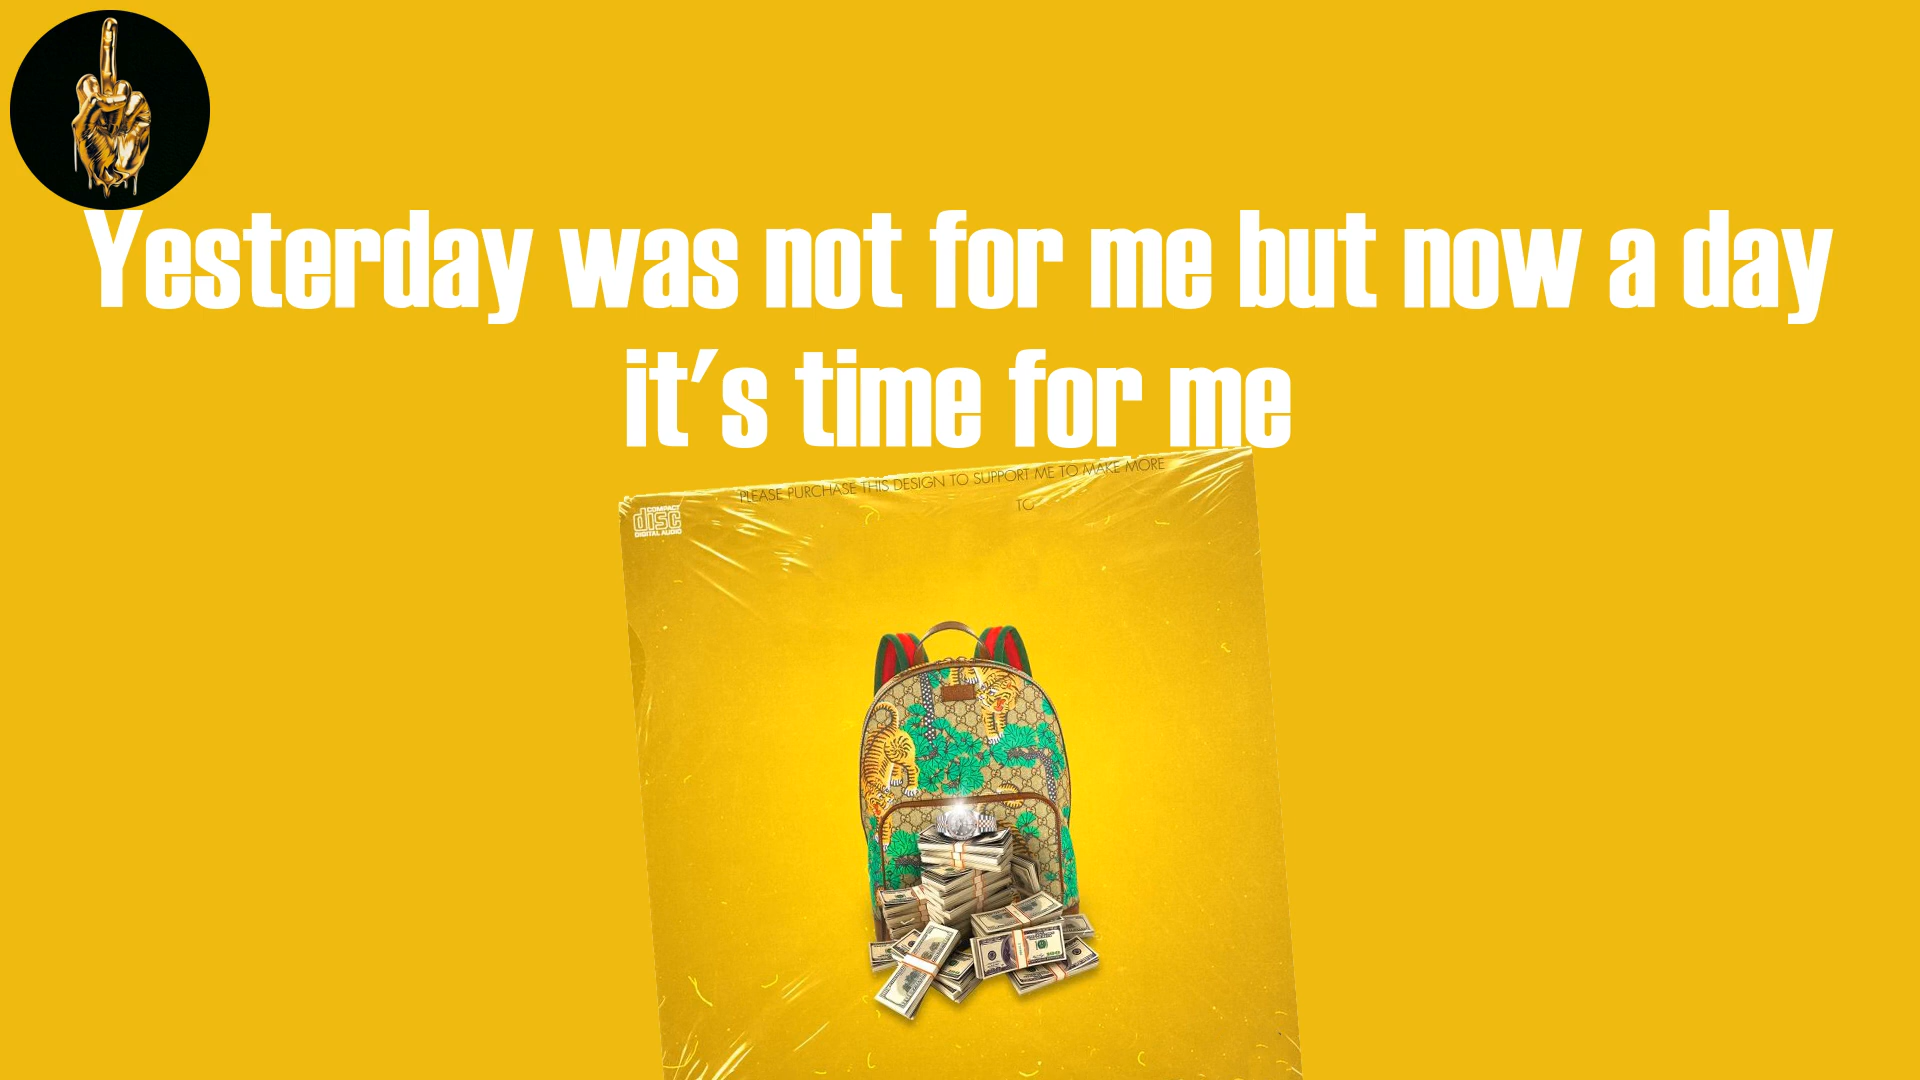 Yesterday was not for me but now a day
it's time for me
PLEASE PURCHASE THIS DESIGN TO SUPPORT ME TO MAKE MORE
TO
COMPACT
disc
DIGITAL AUDIO